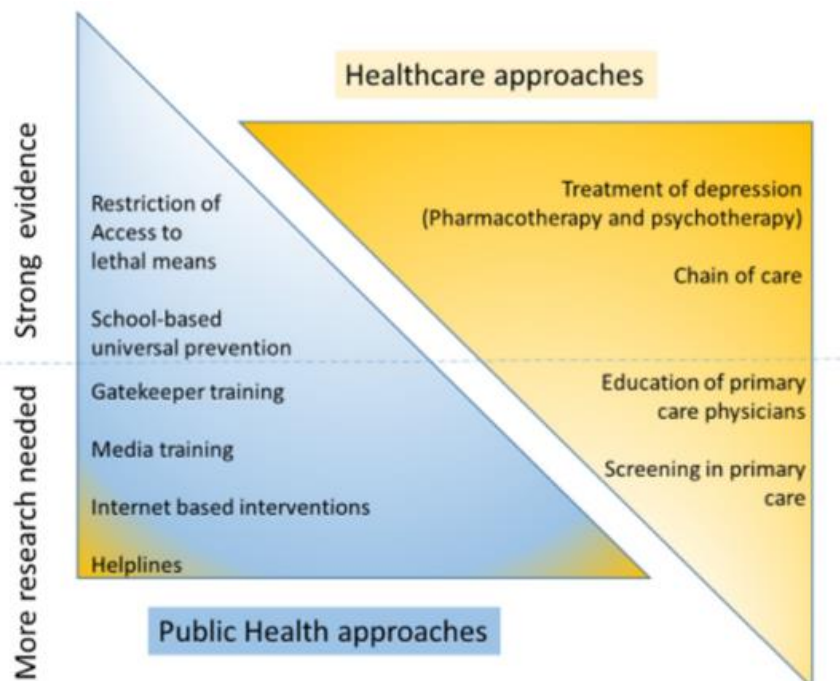 Healthcare approaches
Strong evidence
Restriction of
Access to
lethal means
School-based
universal prevention
Treatment of depression
(Pharmacotherapy and psychotherapy)
Chain of care
More research needed
Gatekeeper training
Media training
Internet based interventions
Helplines
Education of primary
care physicians
Screening in primary
care
Public Health approaches